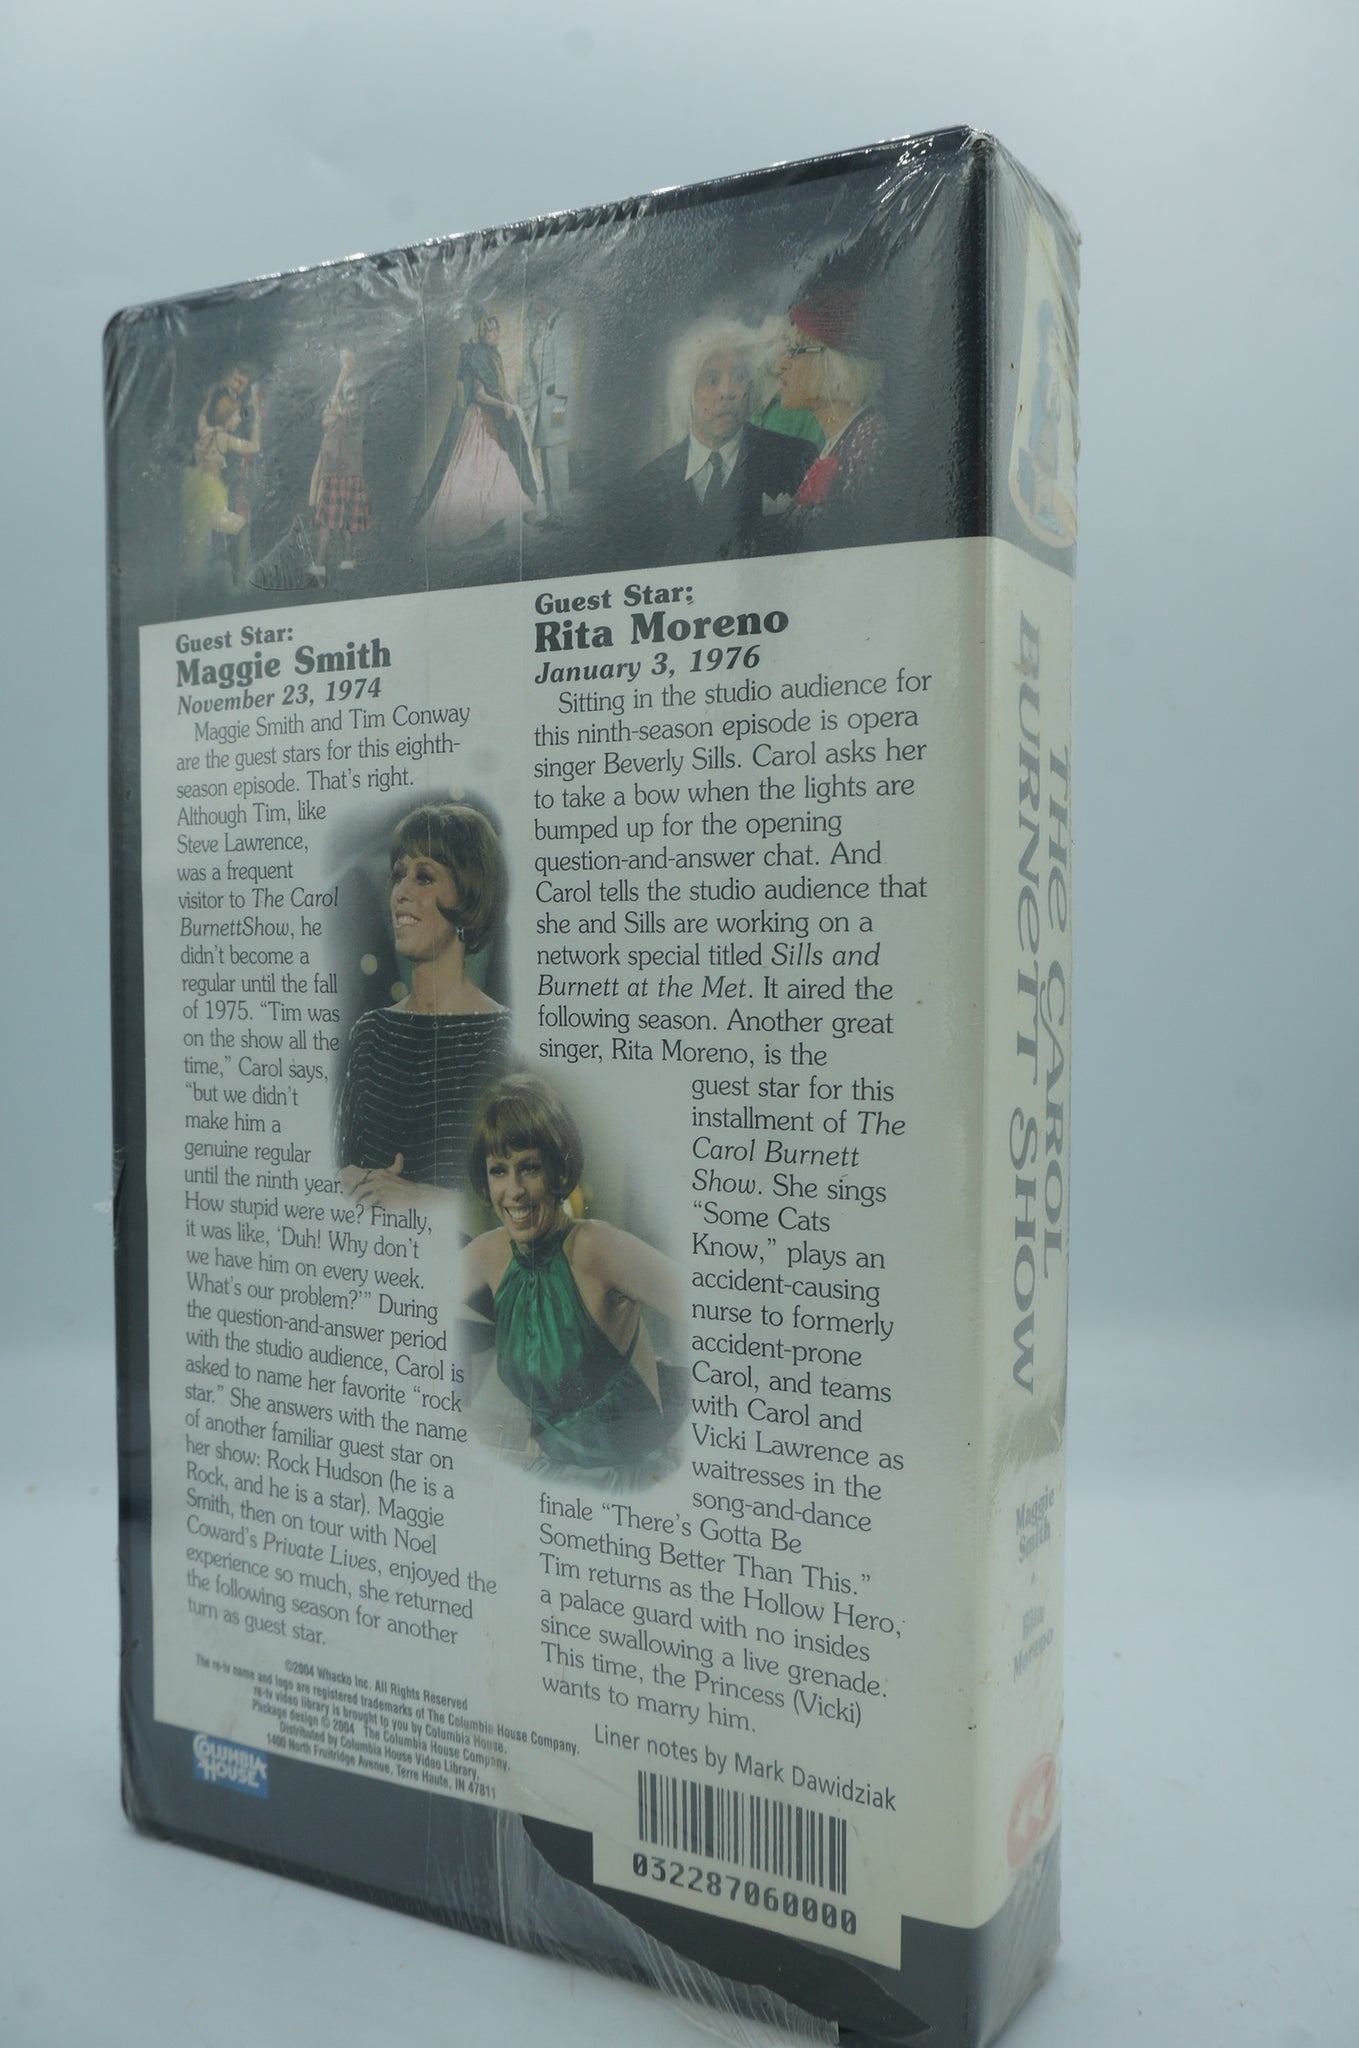 Guest Star:
Maggie Smith
November 23, 1974
Maggie Smith and Tim Conway
are the guest stars for this eighth-
season episode. That's right.
Although Tim, like
Steve Lawrence,
was a frequent
visitor to The Carol
BurnettShow, he
didn't become a
regular until the fall
of 1975. "Tim was
on the show all the
time," Carol says,
"but we didn't
make him a
genuine regular
until the ninth year.
How stupid were we? Finally,
it was like, 'Duh! Why don't
we have him on every week.
What's our problem?'" During
the question-and-answer period
with the studio audience, Carol is
asked to name her favorite "rock
star." She answers with the name
of another familiar guest star on
her show: Rock Hudson (he is a
Rock, and he is a star). Maggie
Smith, then on tour with Noel
Coward's Private Lives, enjoyed the
experience so much, she returned
the following season for another
turn as guest star.
Guest Star:
Rita Moreno
January 3, 1976
Sitting in the studio audience for
this ninth-season episode is opera
singer Beverly Sills. Carol asks her
to take a bow when the lights are
bumped up for the opening
question-and-answer chat. And
Carol tells the studio audience that
she and Sills are working on a
network special titled Sills and
Burnett at the Met. It aired the
following season. Another great
singer, Rita Moreno, is the
guest star for this
installment of The
Carol Burnett
Show. She sings
"Some Cats
Know," plays an
accident-causing
nurse to formerly
accident-prone
Carol, and teams
with Carol and
Vicki Lawrence as
waitresses in the
song-and-dance
finale "There's Gotta Be
Something Better Than This."
Tim returns as the Hollow Hero,
a palace guard with no insides
since swallowing a live grenade.
This time, the Princess (Vicki)
wants to marry him.
Liner notes by Mark Dawidziak
©2004 Whacko Inc. All Rights Reserved
The re-tv name and logo are registered trademarks of The Columbia House Company.
re-tv video library is brought to you by Columbia House.
Package design © 2004 The Columbia House Company.
Distributed by Columbia House Video Library,
1400 North Fruitridge Avenue, Terre Haute, IN 47811
COLUMBIA
HOUSE
032287060000
THE CAROL
BURNETT SHOW
Maggie
Smith
Rita
Moreno